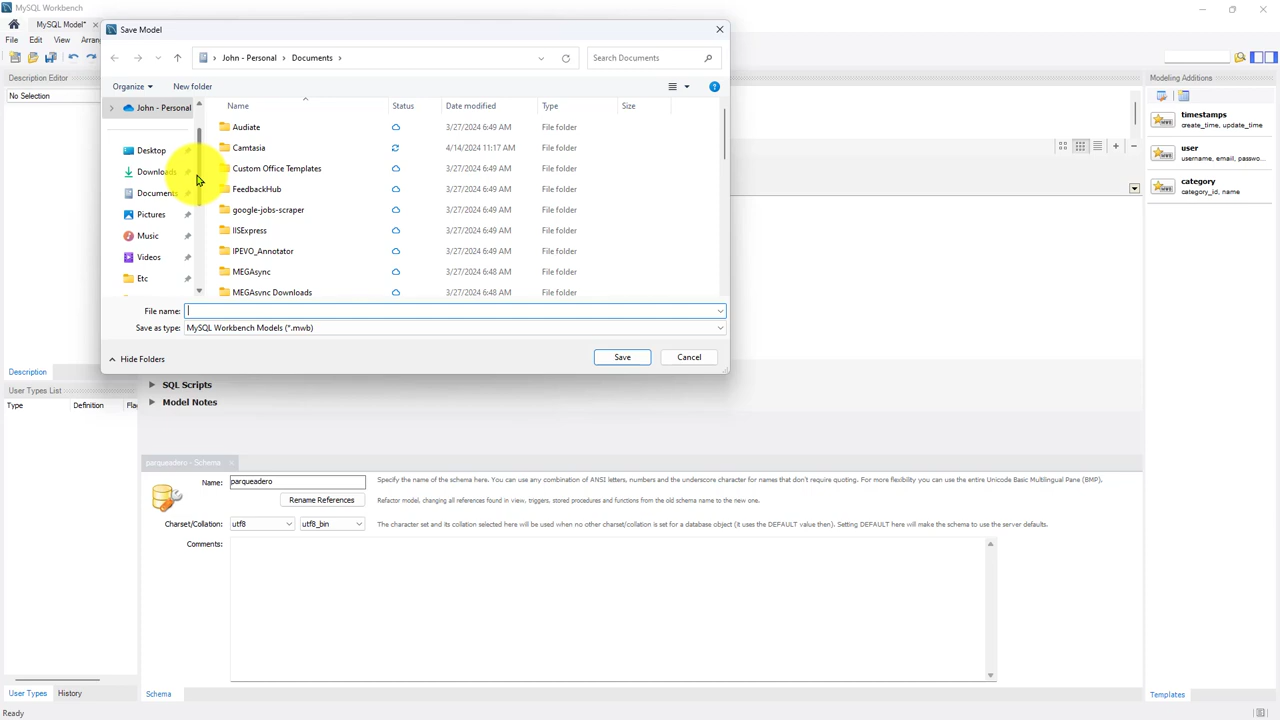 MySQL Workbench
MySQL Model* ×
File Edit View Arran
Description Editor
No Selection
Description
User Types List
Type Definition Fla
User Types History
Ready
Save Model
John - Personal Documents
Search Documents
Organize New folder
John - Personal
Desktop
Downloads
Documents
Pictures
Music
Videos
Etc
Name Status Date modified Type Size
Audiate 3/27/2024 6:49 AM File folder
Camtasia 4/14/2024 11:17 AM File folder
Custom Office Templates 3/27/2024 6:49 AM File folder
FeedbackHub 3/27/2024 6:49 AM File folder
google-jobs-scraper 3/27/2024 6:49 AM File folder
IISExpress 3/27/2024 6:49 AM File folder
IPEVO_Annotator 3/27/2024 6:49 AM File folder
MEGAsync 3/27/2024 6:48 AM File folder
MEGAsync Downloads 3/27/2024 6:48 AM File folder
File name:
Save as type: MySQL Workbench Models (*.mwb)
Hide Folders
Save Cancel
SQL Scripts
Model Notes
parqueadero - Schema ×
Name: parqueadero Specify the name of the schema here. You can use any combination of ANSI letters, numbers and the underscore character for names that don't require quoting. For more flexibility you can use the entire Unicode Basic Multilingual Pane (BMP).
Rename References Refactor model, changing all references found in view, triggers, stored procedures and functions from the old schema name to the new one.
Charset/Collation: utf8 utf8_bin The character set and its collation selected here will be used when no other charset/collation is set for a database object (it uses the DEFAULT value then). Setting DEFAULT here will make the schema to use the server defaults.
Comments:
Schema
Modeling Additions
timestamps
create_time, update_time
user
username, email, passwo...
category
category_id, name
Templates